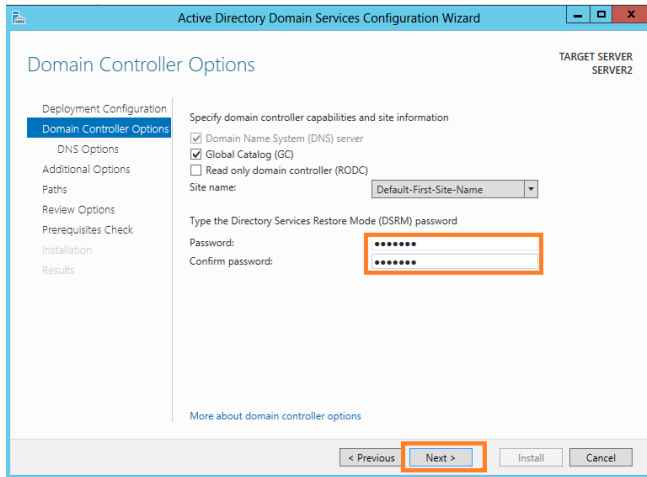 Active Directory Domain Services Configuration Wizard
Domain Controller Options
TARGET SERVER
SERVER2
Deployment Configuration
Domain Controller Options
DNS Options
Additional Options
Paths
Review Options
Prerequisites Check
Installation
Results
Specify domain controller capabilities and site information
Domain Name System (DNS) server
Global Catalog (GC)
Read only domain controller (RODC)
Site name: Default-First-Site-Name
Type the Directory Services Restore Mode (DSRM) password
Password: •••••••
Confirm password: •••••••
More about domain controller options
< Previous Next > Install Cancel